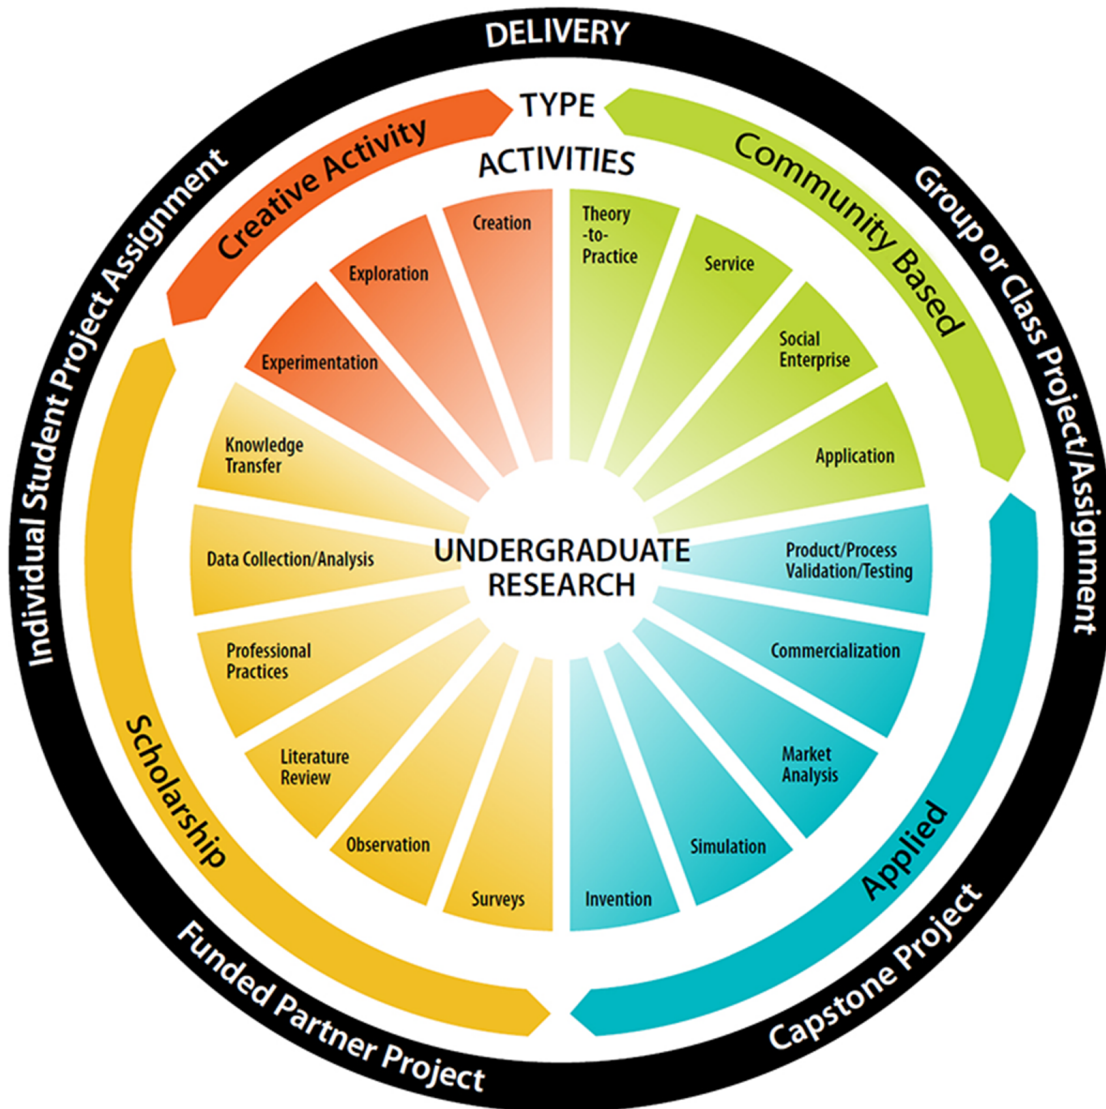 DELIVERY
TYPE
ACTIVITIES
Creative Activity
Community Based
Individual Student Project Assignment
Group or Class Project/Assignment
Creation
Exploration
Experimentation
Theory
-to-
Practice
Service
Social
Enterprise
Application
Knowledge
Transfer
Data Collection/Analysis
Professional
Practices
Literature
Review
Observation
Surveys
UNDERGRADUATE
RESEARCH
Product/Process
Validation/Testing
Commercialization
Market
Analysis
Simulation
Invention
Scholarship
Applied
Funded Partner Project
Capstone Project